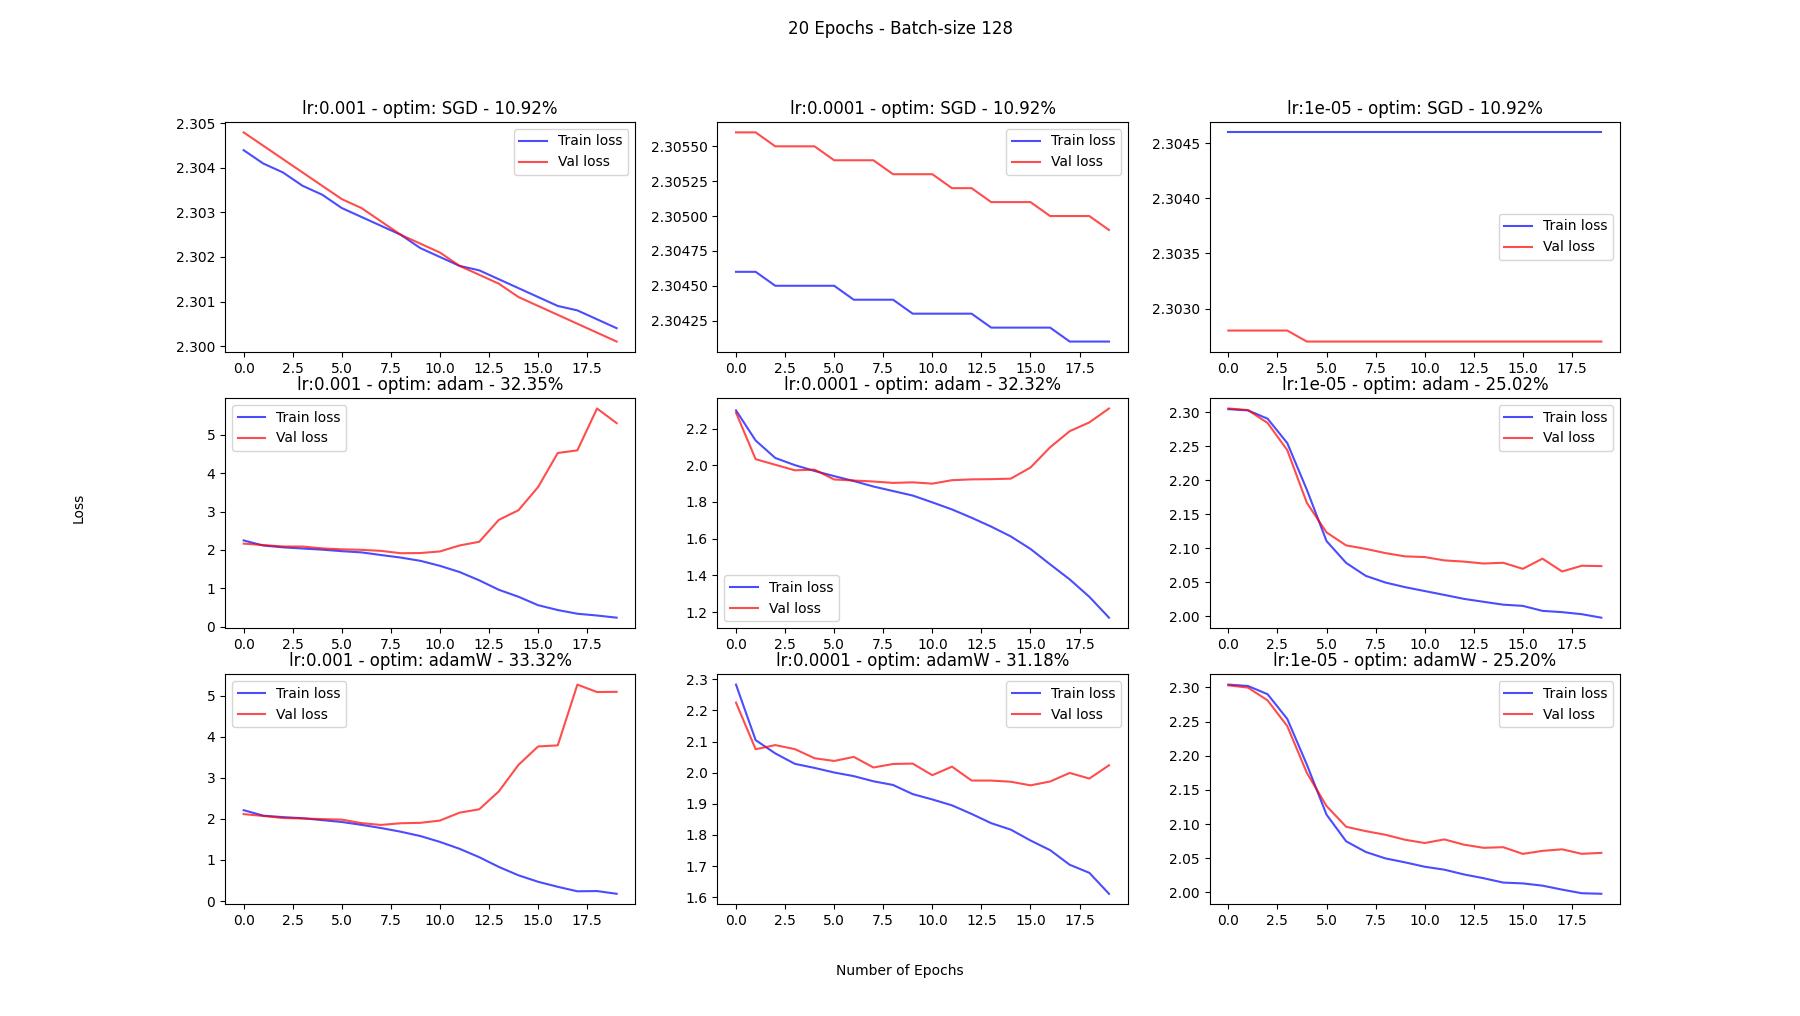 20 Epochs - Batch-size 128
lr:0.001 - optim: SGD - 10.92%
2.305
2.304
2.303
2.302
2.301
2.300
Train loss
Val loss
0.0 2.5 5.0 7.5 10.0 12.5 15.0 17.5
lr:0.0001 - optim: SGD - 10.92%
2.30550
2.30525
2.30500
2.30475
2.30450
2.30425
Train loss
Val loss
0.0 2.5 5.0 7.5 10.0 12.5 15.0 17.5
lr:1e-05 - optim: SGD - 10.92%
2.3045
2.3040
2.3035
2.3030
Train loss
Val loss
0.0 2.5 5.0 7.5 10.0 12.5 15.0 17.5
lr:0.001 - optim: adam - 32.35%
5
4
3
2
1
0
Train loss
Val loss
0.0 2.5 5.0 7.5 10.0 12.5 15.0 17.5
lr:0.0001 - optim: adam - 32.32%
2.2
2.0
1.8
1.6
1.4
1.2
Train loss
Val loss
0.0 2.5 5.0 7.5 10.0 12.5 15.0 17.5
lr:1e-05 - optim: adam - 25.02%
2.30
2.25
2.20
2.15
2.10
2.05
2.00
Train loss
Val loss
0.0 2.5 5.0 7.5 10.0 12.5 15.0 17.5
Loss
lr:0.001 - optim: adamW - 33.32%
5
4
3
2
1
0
Train loss
Val loss
0.0 2.5 5.0 7.5 10.0 12.5 15.0 17.5
lr:0.0001 - optim: adamW - 31.18%
2.3
2.2
2.1
2.0
1.9
1.8
1.7
1.6
Train loss
Val loss
0.0 2.5 5.0 7.5 10.0 12.5 15.0 17.5
lr:1e-05 - optim: adamW - 25.20%
2.30
2.25
2.20
2.15
2.10
2.05
2.00
Train loss
Val loss
0.0 2.5 5.0 7.5 10.0 12.5 15.0 17.5
Number of Epochs